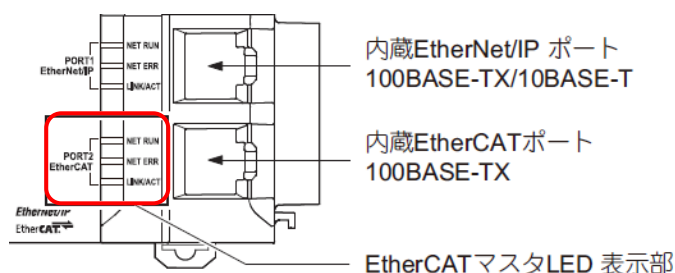 PORT1
EtherNet/IP
NET RUN
NET ERR
LINK/ACT
内蔵EtherNet/IP ポート
100BASE-TX/10BASE-T
PORT2
EtherCAT
NET RUN
NET ERR
LINK/ACT
内蔵EtherCATポート
100BASE-TX
EtherNet/IP
EtherCAT
EtherCATマスタLED 表示部